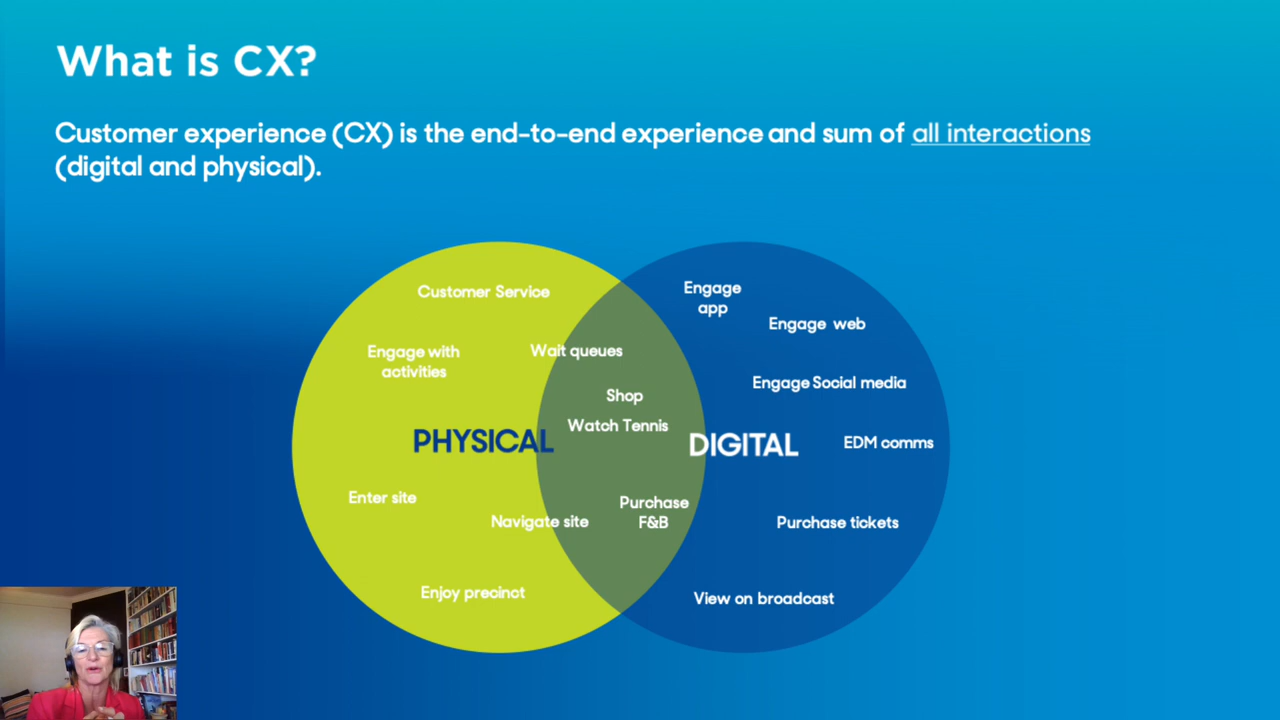 What is CX?
Customer experience (CX) is the end-to-end experience and sum of all interactions
(digital and physical).
Customer Service
Engage with
activities
Wait queues
Shop
Watch Tennis
PHYSICAL
Enter site
Navigate site
Purchase
F&B
Enjoy precinct
Engage
app
Engage web
Engage Social media
DIGITAL
EDM comms
Purchase tickets
View on broadcast